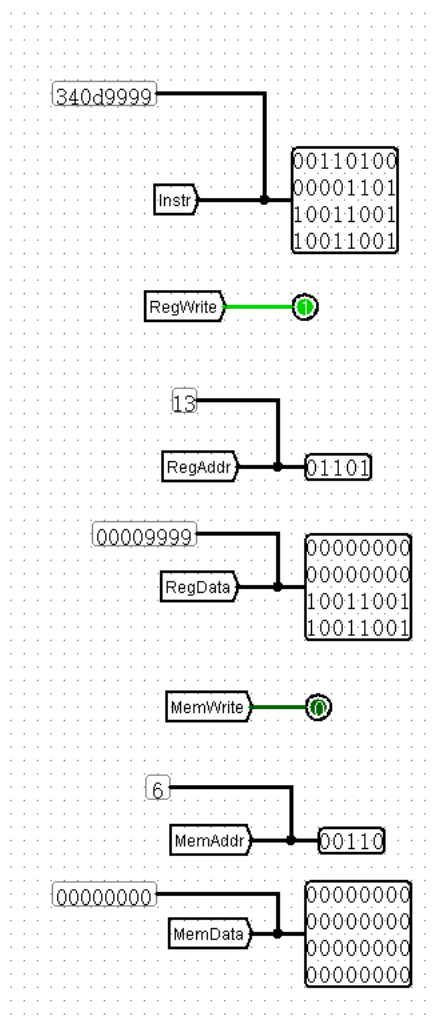 340d9999
00110100
00001101
Instr 10011001
10011001
RegWrite 1
13
RegAddr 01101
00009999
00000000
00000000
RegData 10011001
10011001
MemWrite 0
6
MemAddr 00110
00000000 00000000
00000000
MemData 00000000
00000000